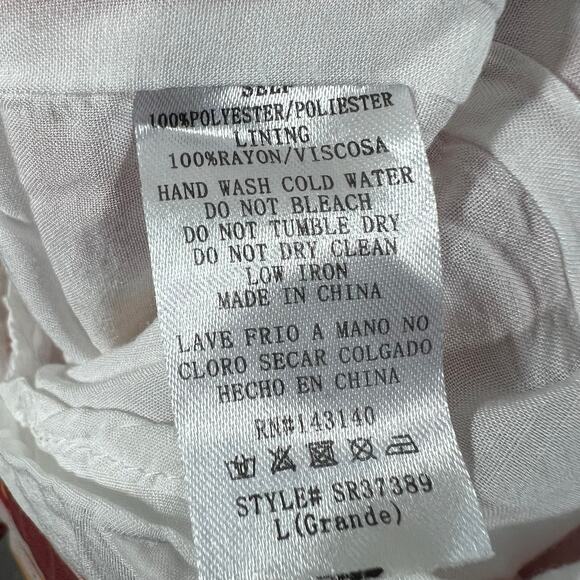 SELF
100%POLYESTER/POLIESTER
LINING
100%RAYON/VISCOSA
HAND WASH COLD WATER
DO NOT BLEACH
DO NOT TUMBLE DRY
DO NOT DRY CLEAN
LOW IRON
MADE IN CHINA
LAVE FRIO A MANO NO
CLORO SECAR COLGADO
HECHO EN CHINA
RN#143140
STYLE# SR37389
L(Grande)